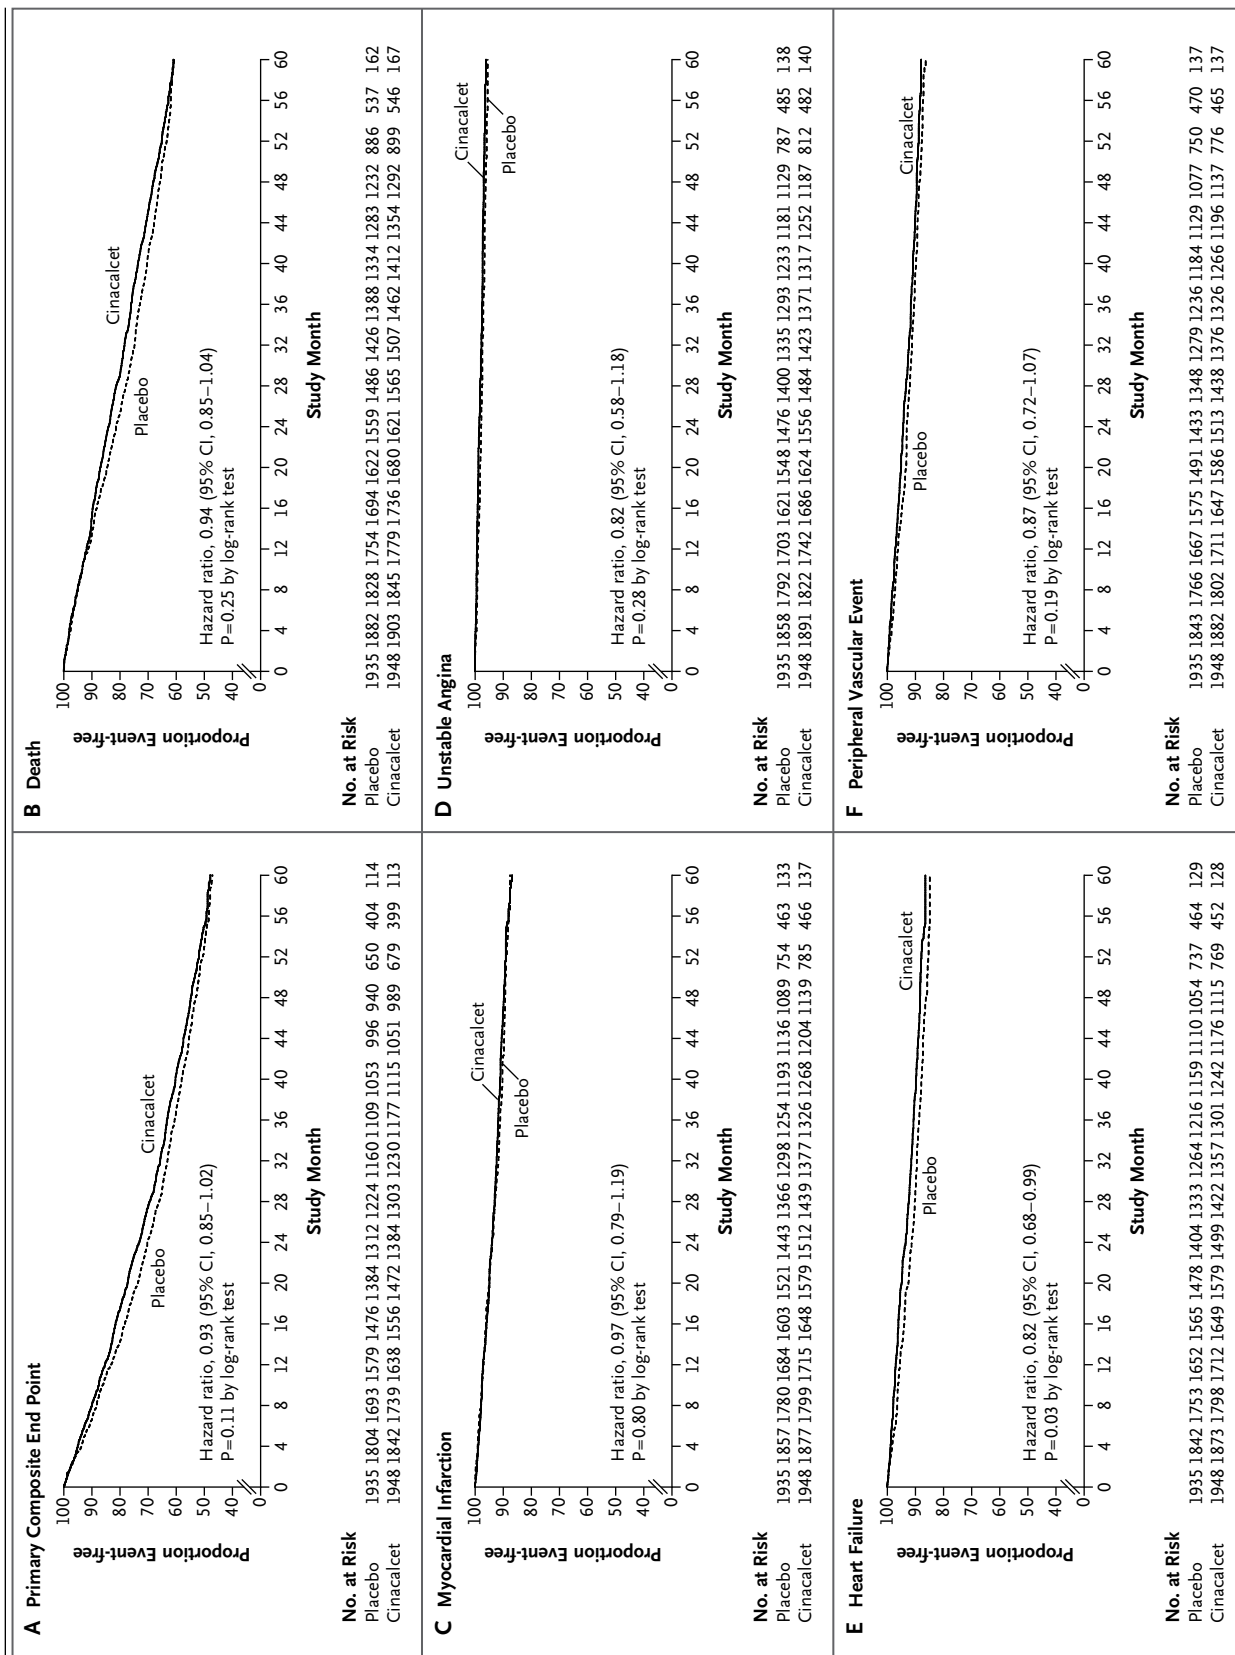 A Primary Composite End Point
Proportion Event-free
100
90
80
70
60
50
40
0
Placebo
Cinacalcet
Hazard ratio, 0.93 (95% CI, 0.85–1.02)
P=0.11 by log-rank test
0 4 8 12 16 20 24 28 32 36 40 44 48 52 56 60
Study Month
No. at Risk
Placebo 1935 1804 1693 1579 1476 1384 1312 1224 1160 1109 1053 996 940 650 404 114
Cinacalcet 1948 1842 1739 1638 1556 1472 1384 1303 1230 1177 1115 1051 989 679 399 113
B Death
Proportion Event-free
100
90
80
70
60
50
40
0
Cinacalcet
Placebo
Hazard ratio, 0.94 (95% CI, 0.85–1.04)
P=0.25 by log-rank test
0 4 8 12 16 20 24 28 32 36 40 44 48 52 56 60
Study Month
No. at Risk
Placebo 1935 1882 1828 1754 1694 1622 1559 1486 1426 1388 1334 1283 1232 886 537 162
Cinacalcet 1948 1903 1845 1779 1736 1680 1621 1565 1507 1462 1412 1354 1292 899 546 167
C Myocardial Infarction
Proportion Event-free
100
90
80
70
60
50
40
0
Cinacalcet
Placebo
Hazard ratio, 0.97 (95% CI, 0.79–1.19)
P=0.80 by log-rank test
0 4 8 12 16 20 24 28 32 36 40 44 48 52 56 60
Study Month
No. at Risk
Placebo 1935 1857 1780 1684 1603 1521 1443 1366 1298 1254 1193 1136 1089 754 463 133
Cinacalcet 1948 1877 1799 1715 1648 1579 1512 1439 1377 1326 1268 1204 1139 785 466 137
D Unstable Angina
Proportion Event-free
100
90
80
70
60
50
40
0
Cinacalcet
Placebo
Hazard ratio, 0.82 (95% CI, 0.58–1.18)
P=0.28 by log-rank test
0 4 8 12 16 20 24 28 32 36 40 44 48 52 56 60
Study Month
No. at Risk
Placebo 1935 1858 1792 1703 1621 1548 1476 1400 1335 1293 1233 1181 1129 787 485 138
Cinacalcet 1948 1891 1822 1742 1686 1624 1556 1484 1423 1371 1317 1252 1187 812 482 140
E Heart Failure
Proportion Event-free
100
90
80
70
60
50
40
0
Cinacalcet
Placebo
Hazard ratio, 0.82 (95% CI, 0.68–0.99)
P=0.03 by log-rank test
0 4 8 12 16 20 24 28 32 36 40 44 48 52 56 60
Study Month
No. at Risk
Placebo 1935 1842 1753 1652 1565 1478 1404 1333 1264 1216 1159 1110 1054 737 464 129
Cinacalcet 1948 1873 1798 1712 1649 1579 1499 1422 1357 1301 1242 1176 1115 769 452 128
F Peripheral Vascular Event
Proportion Event-free
100
90
80
70
60
50
40
0
Placebo
Cinacalcet
Hazard ratio, 0.87 (95% CI, 0.72–1.07)
P=0.19 by log-rank test
0 4 8 12 16 20 24 28 32 36 40 44 48 52 56 60
Study Month
No. at Risk
Placebo 1935 1843 1766 1667 1575 1491 1433 1348 1279 1236 1184 1129 1077 750 470 137
Cinacalcet 1948 1882 1802 1711 1647 1586 1513 1438 1376 1326 1266 1196 1137 776 465 137